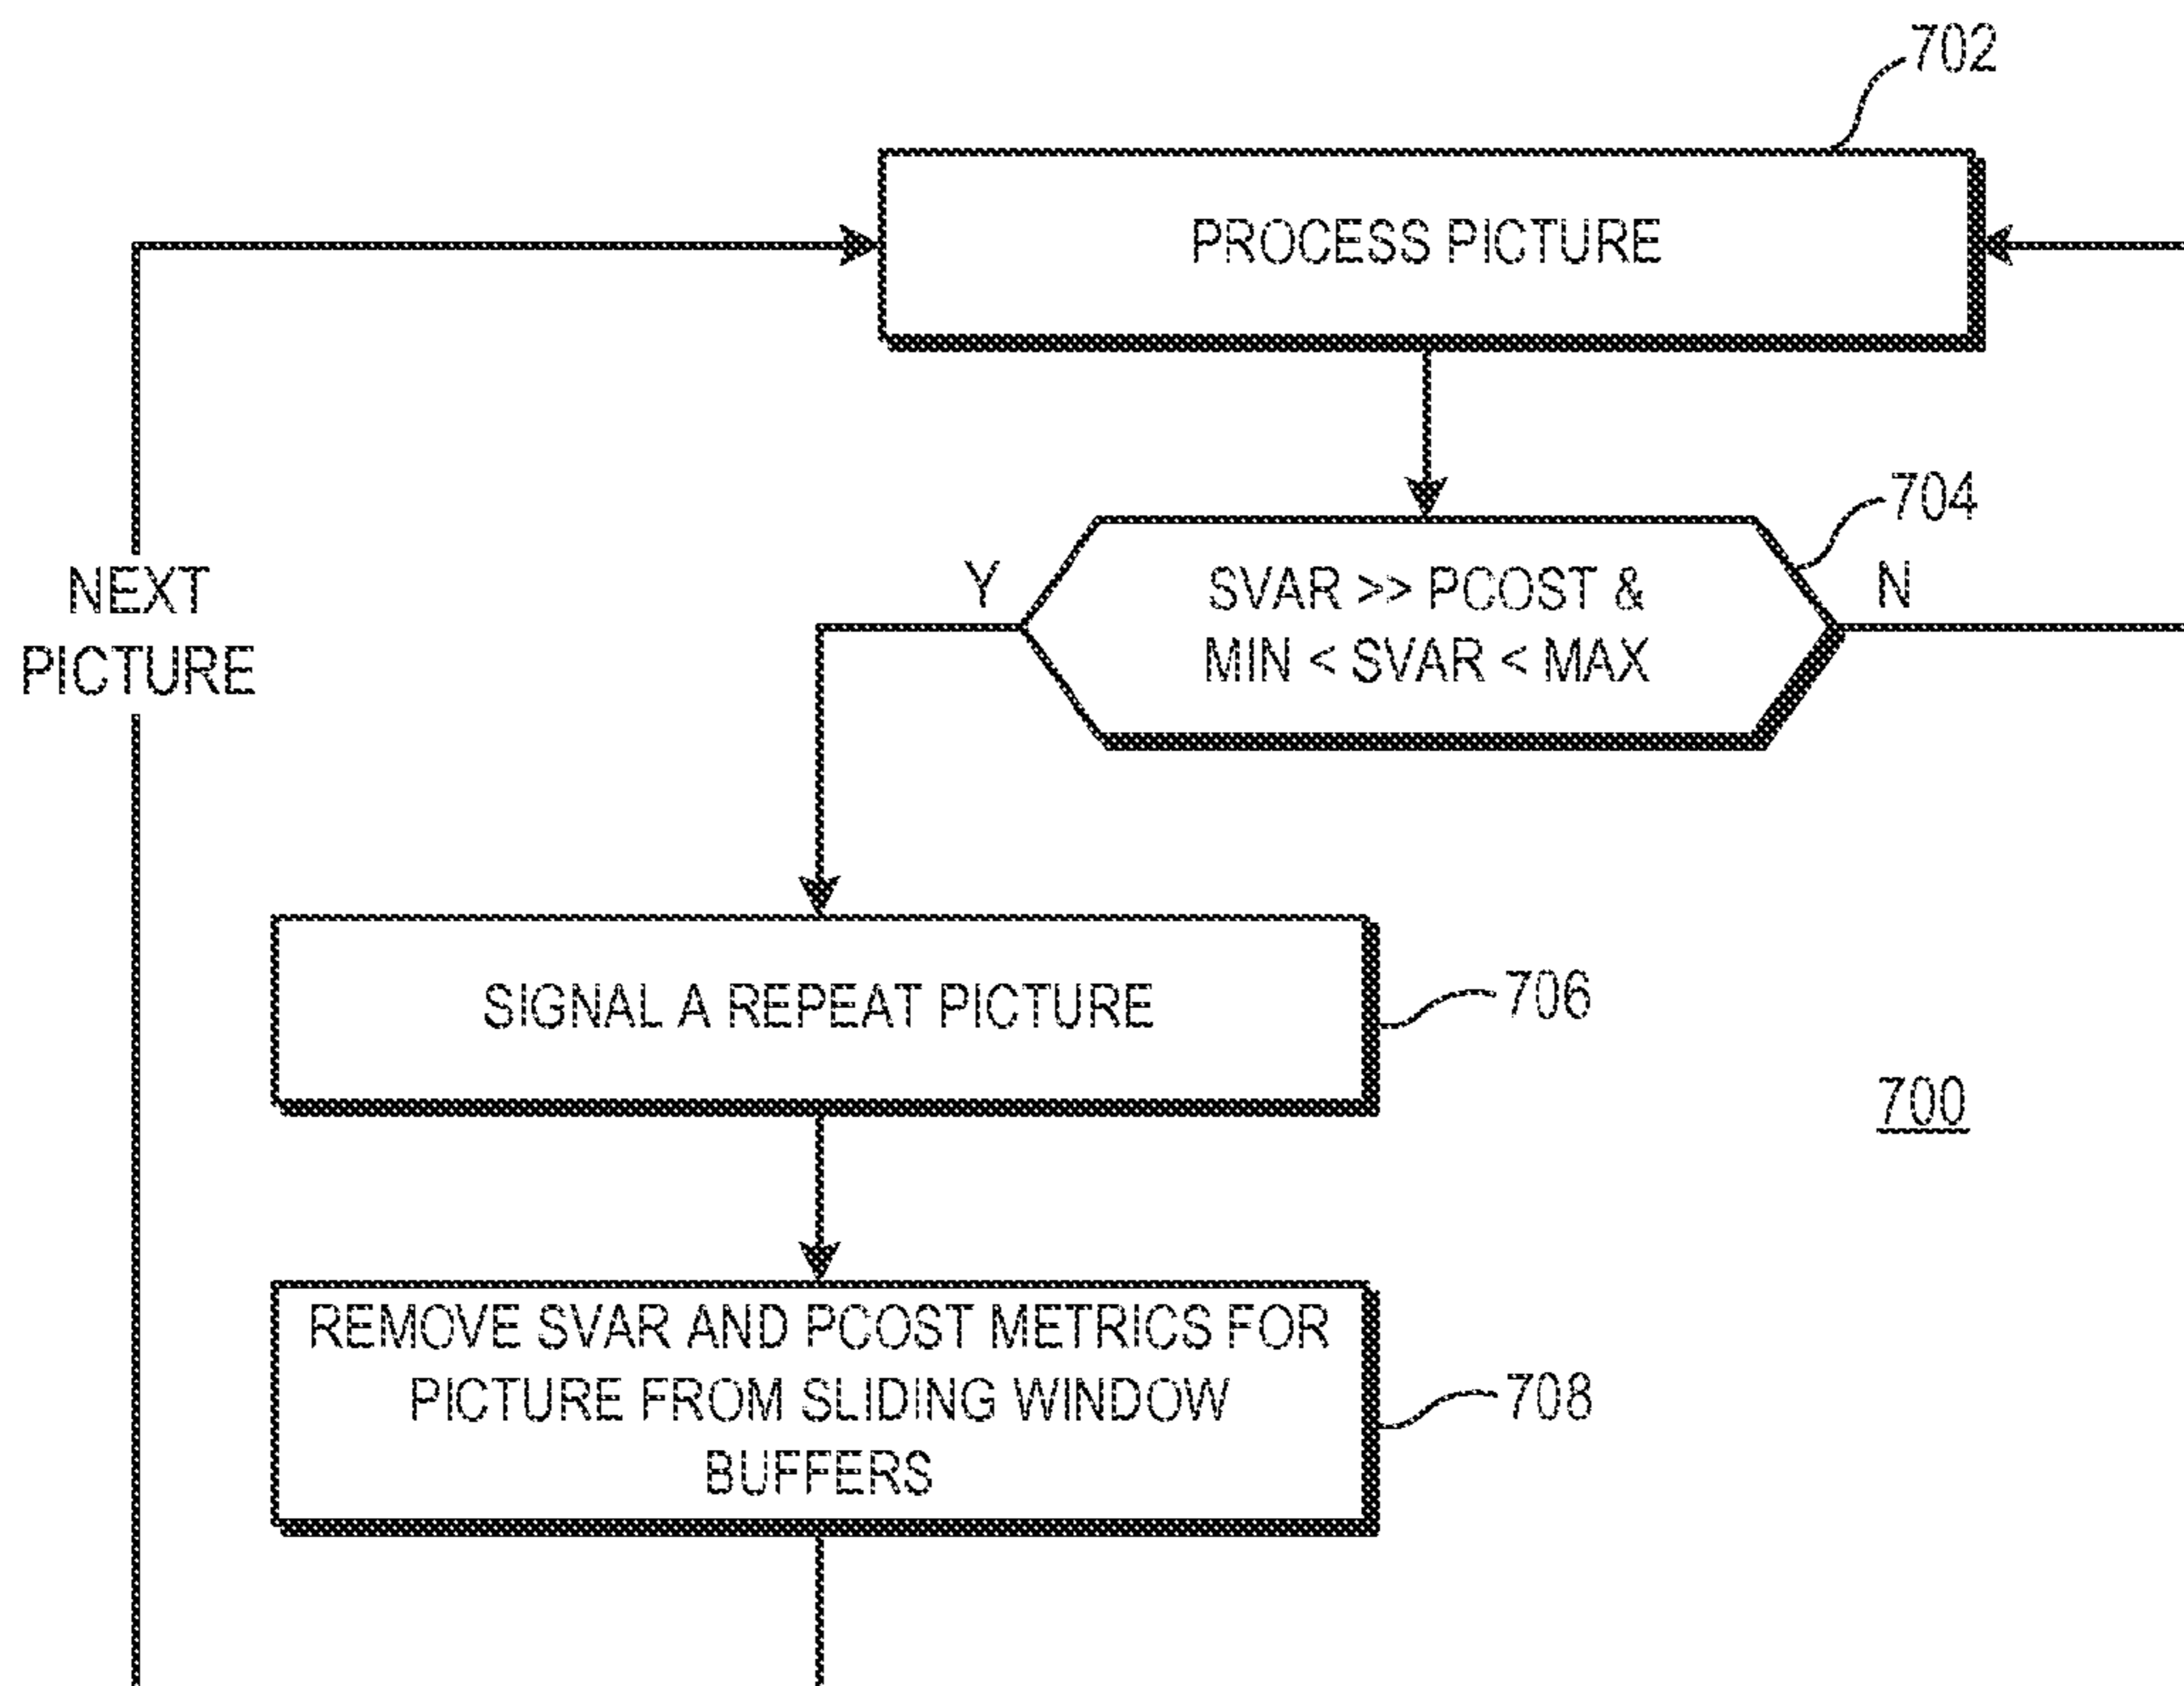 702
PROCESS PICTURE
704
Y
SVAR >> PCOST &
MIN < SVAR < MAX
N
NEXT
PICTURE
SIGNAL A REPEAT PICTURE
706
700
REMOVE SVAR AND PCOST METRICS FOR
PICTURE FROM SLIDING WINDOW
BUFFERS
708